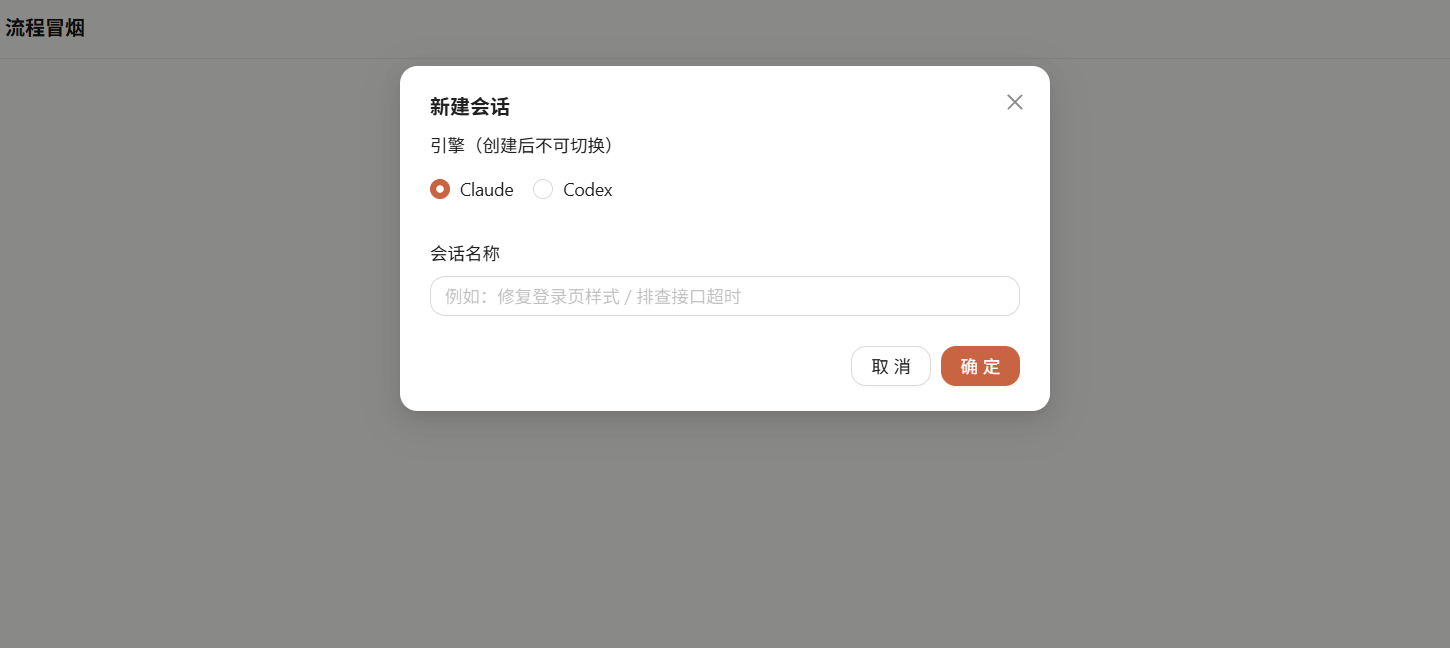 流程冒烟
新建会话
引擎（创建后不可切换）
Claude Codex
会话名称
例如：修复登录页样式 / 排查接口超时
取 消 确 定